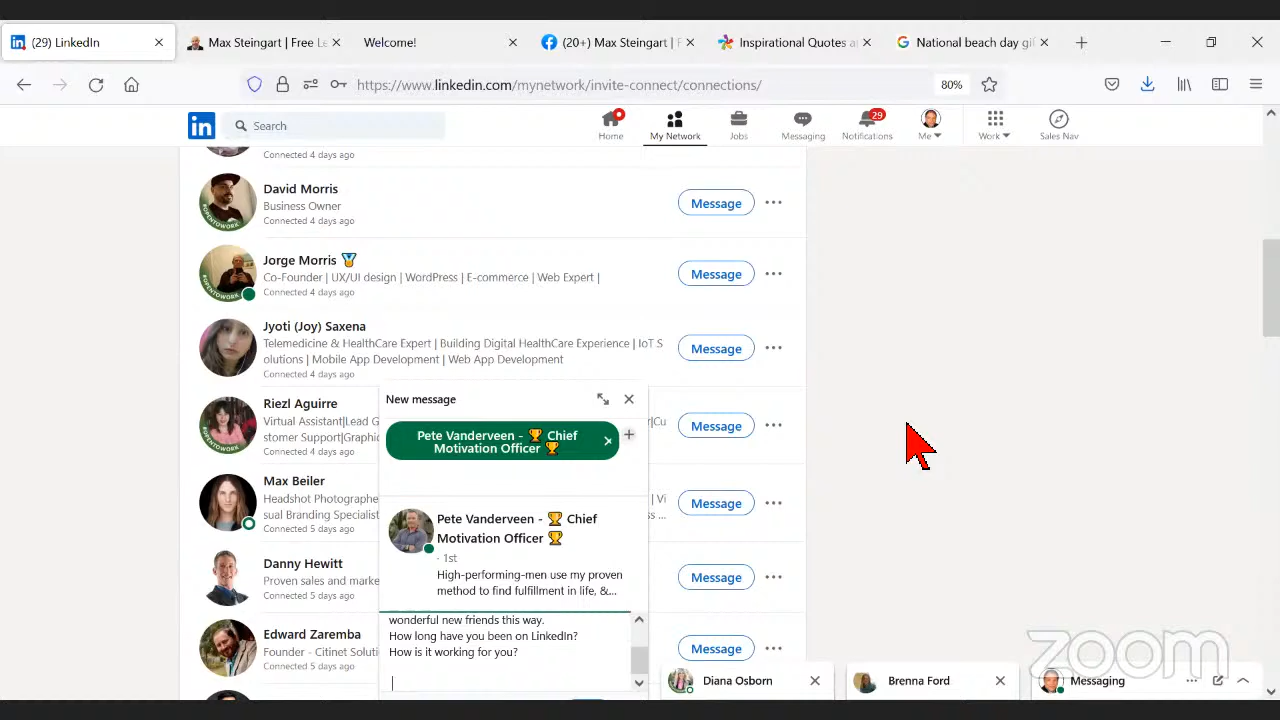 (29) LinkedIn
Max Steingart | Free Le
Welcome!
(20+) Max Steingart | F
Inspirational Quotes a
National beach day gif
https://www.linkedin.com/mynetwork/invite-connect/connections/
80%
in
Search
Home
My Network
Jobs
Messaging
29
Notifications
Me
Work
Sales Nav
Connected 4 days ago
David Morris
Business Owner
Connected 4 days ago
Message
#OPENTOWORK
Jorge Morris
Co-Founder | UX/UI design | WordPress | E-commerce | Web Expert |
Connected 4 days ago
Message
#OPENTOWORK
Jyoti (Joy) Saxena
Telemedicine & HealthCare Expert | Building Digital HealthCare Experience | IoT S
olutions | Mobile App Development | Web App Development
Connected 4 days ago
Message
Riezl Aguirre
Virtual Assistant|Lead G
|Cu
stomer Support|Graphic
Connected 4 days ago
Message
#OPENTOWORK
Max Beiler
Headshot Photographe
| Vi
sual Branding Specialist
ss ...
Connected 5 days ago
Message
Danny Hewitt
Proven sales and marke
Connected 5 days ago
Message
Edward Zaremba
Founder - Citinet Soluti
Connected 5 days ago
Message
New message
Pete Vanderveen - 🏆 Chief
Motivation Officer 🏆
Pete Vanderveen - 🏆 Chief
Motivation Officer 🏆
· 1st
High-performing-men use my proven
method to find fulfillment in life, &...
wonderful new friends this way.
How long have you been on LinkedIn?
How is it working for you?
Diana Osborn
Brenna Ford
Messaging
zoom